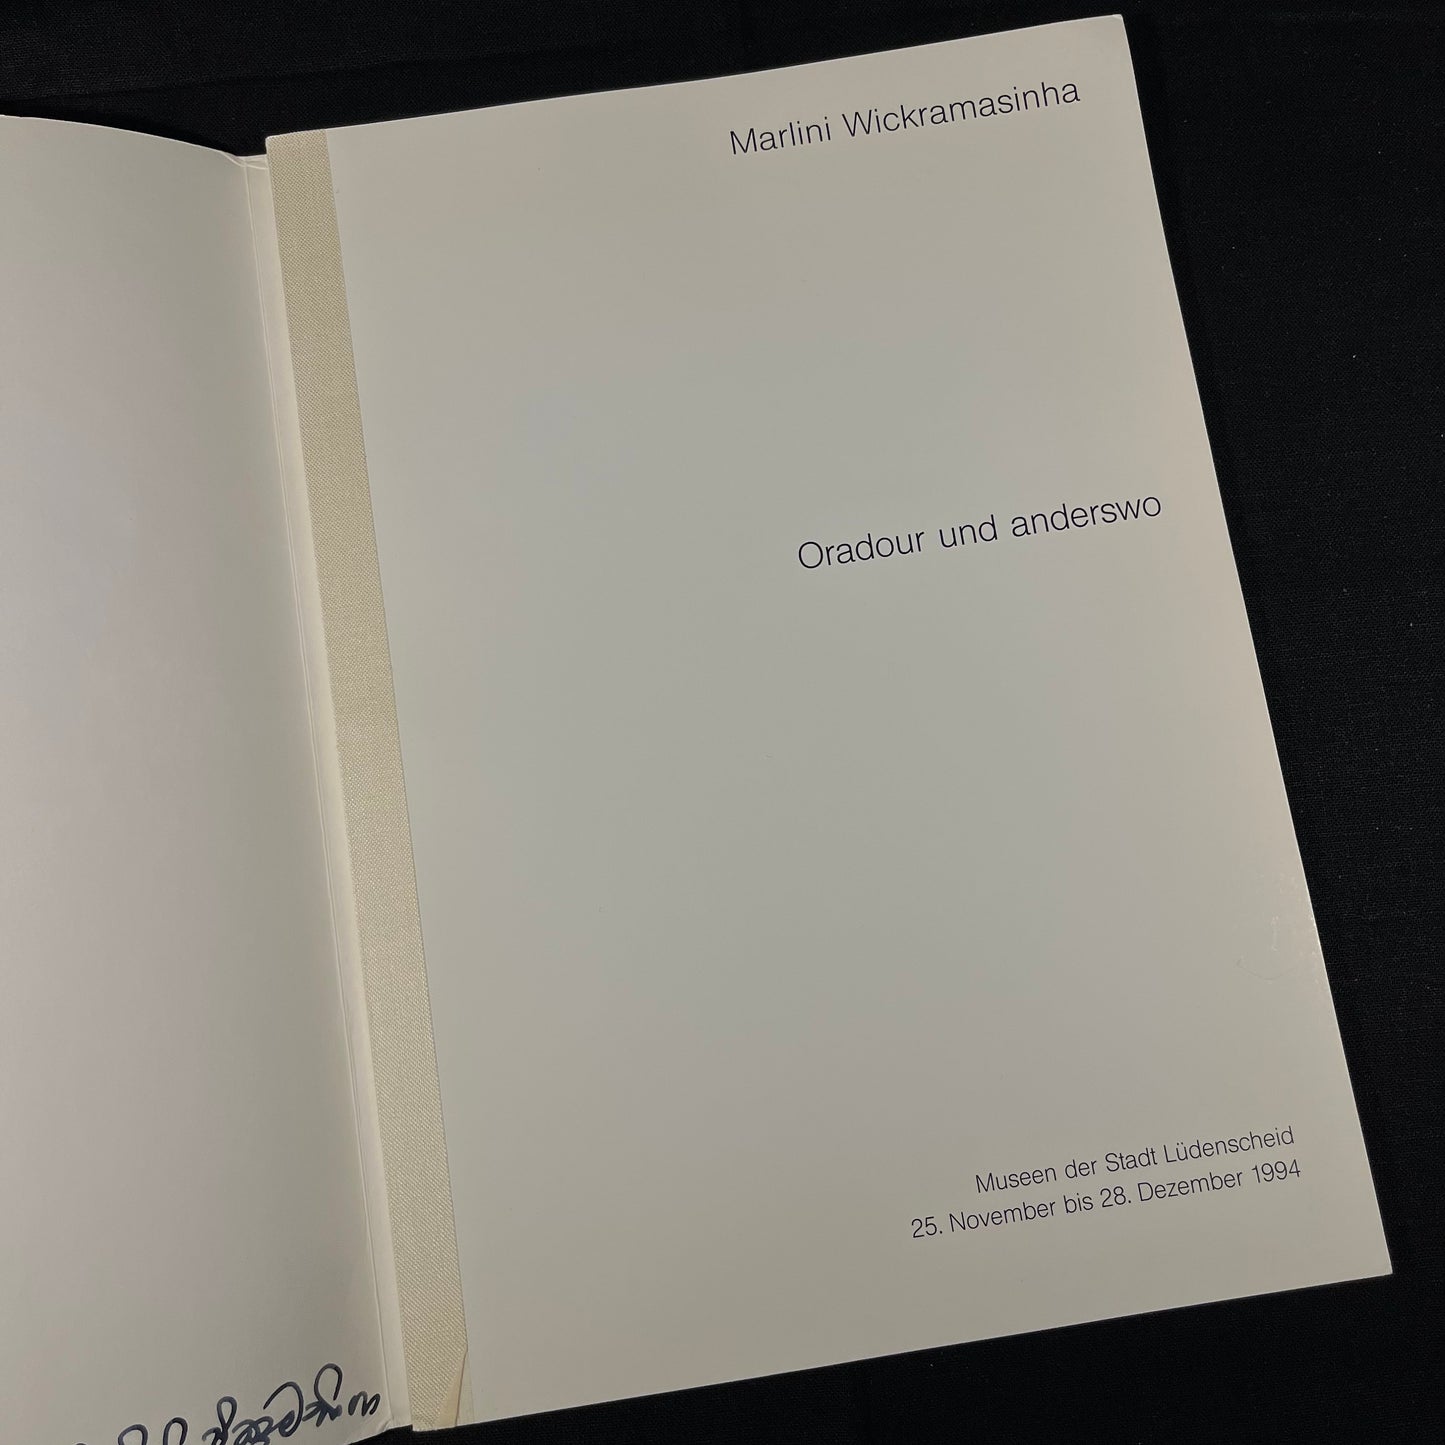 Marlini Wickramasinha
Oradour und anderswo
Museen der Stadt Lüdenscheid
25. November bis 28. Dezember 1994